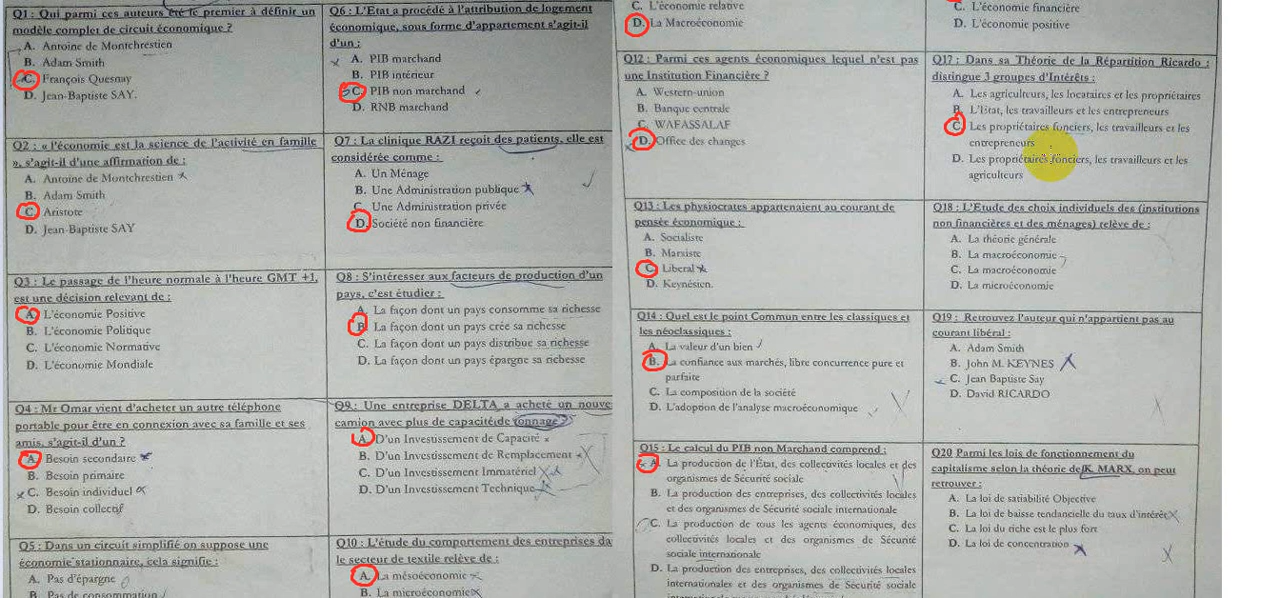 Q1 : Qui parmi ces auteurs été le premier à définir un
modèle complet de circuit économique ?
A. Antoine de Montchrestien
B. Adam Smith
C. François Quesnay
D. Jean-Baptiste SAY.
Q2 : « l'économie est la science de l'activité en famille
», s'agit-il d'une affirmation de :
A. Antoine de Montchrestien
B. Adam Smith
C. Aristote
D. Jean-Baptiste SAY
Q3 : Le passage de l'heure normale à l'heure GMT +1,
est une décision relevant de :
A. L'économie Positive
B. L'économie Politique
C. L'économie Normative
D. L'économie Mondiale
Q4 : Mr Omar vient d'acheter un autre téléphone
portable pour être en connexion avec sa famille et ses
amis, s'agit-il d'un ?
A. Besoin secondaire
B. Besoin primaire
C. Besoin individuel
D. Besoin collectif
Q5 : Dans un circuit simplifié on suppose une
économie stationnaire, cela signifie :
A. Pas d'épargne
B. Pas de consommation
Q6 : L'Etat a procédé à l'attribution de logement
économique, sous forme d'appartement s'agit-il
d'un :
A. PIB marchand
B. PIB intérieur
C. PIB non marchand
D. RNB marchand
Q7 : La clinique RAZI reçoit des patients, elle est
considérée comme :
A. Un Ménage
B. Une Administration publique
C. Une Administration privée
D. Société non financière
Q8 : S'intéresser aux facteurs de production d'un
pays, c'est étudier :
A. La façon dont un pays consomme sa richesse
B. La façon dont un pays crée sa richesse
C. La façon dont un pays distribue sa richesse
D. La façon dont un pays épargne sa richesse
Q9 : Une entreprise DELTA a acheté un nouve
camion avec plus de capacité de tonnage ?
A. D'un Investissement de Capacité
B. D'un Investissement de Remplacement
C. D'un Investissement Immatériel
D. D'un Investissement Technique
Q10 : L'étude du comportement des entreprises da
le secteur de textile relève de :
A. La mésoéconomie
B. La microéconomie
C. L'économie relative
D. La Macroéconomie
Q12 : Parmi ces agents économiques lequel n'est pas
une Institution Financière ?
A. Western-union
B. Banque centrale
C. WAFASSALAF
D. Office des changes
Q13 : Les physiocrates appartenaient au courant de
pensée économique :
A. Socialiste
B. Marxiste
C. Liberal
D. Keynésien.
Q14 : Quel est le point Commun entre les classiques et
les néoclassiques :
A. La valeur d'un bien
B. La confiance aux marchés, libre concurrence pure et
parfaite
C. La composition de la société
D. L'adoption de l'analyse macroéconomique
Q15 : Le calcul du PIB non Marchand comprend :
A. La production de l'État, des collectivités locales et des
organismes de Sécurité sociale
B. La production des entreprises, des collectivités locales
et des organismes de Sécurité sociale internationale
C. La production de tous les agents économiques, des
collectivités locales et des organismes de Sécurité
sociale internationale
D. La production des entreprises, des collectivités locales
internationales et des organismes de Sécurité sociale
C. L'économie financière
D. L'économie positive
Q17 : Dans sa Théorie de la Répartition Ricardo :
distingue 3 groupes d'Intérêts :
A. Les agriculteurs, les locataires et les propriétaires
B. L'Etat, les travailleurs et les entrepreneurs
C. Les propriétaires fonciers, les travailleurs et les
entrepreneurs
D. Les propriétaires fonciers, les travailleurs et les
agriculteurs
Q18 : L'Etude des choix individuels des (institutions
non financières et des ménages) relève de :
A. La théorie générale
B. La macroéconomie
C. La macroéconomie
D. La microéconomie
Q19 : Retrouvez l'auteur qui n'appartient pas au
courant libéral :
A. Adam Smith
B. John M. KEYNES
C. Jean Baptiste Say
D. David RICARDO
Q20 Parmi les lois de fonctionnement du
capitalisme selon la théorie de K. MARX, on peut
retrouver :
A. La loi de satiabilité Objective
B. La loi de baisse tendancielle du taux d'intérêt
C. La loi du riche est le plus fort
D. La loi de concentration